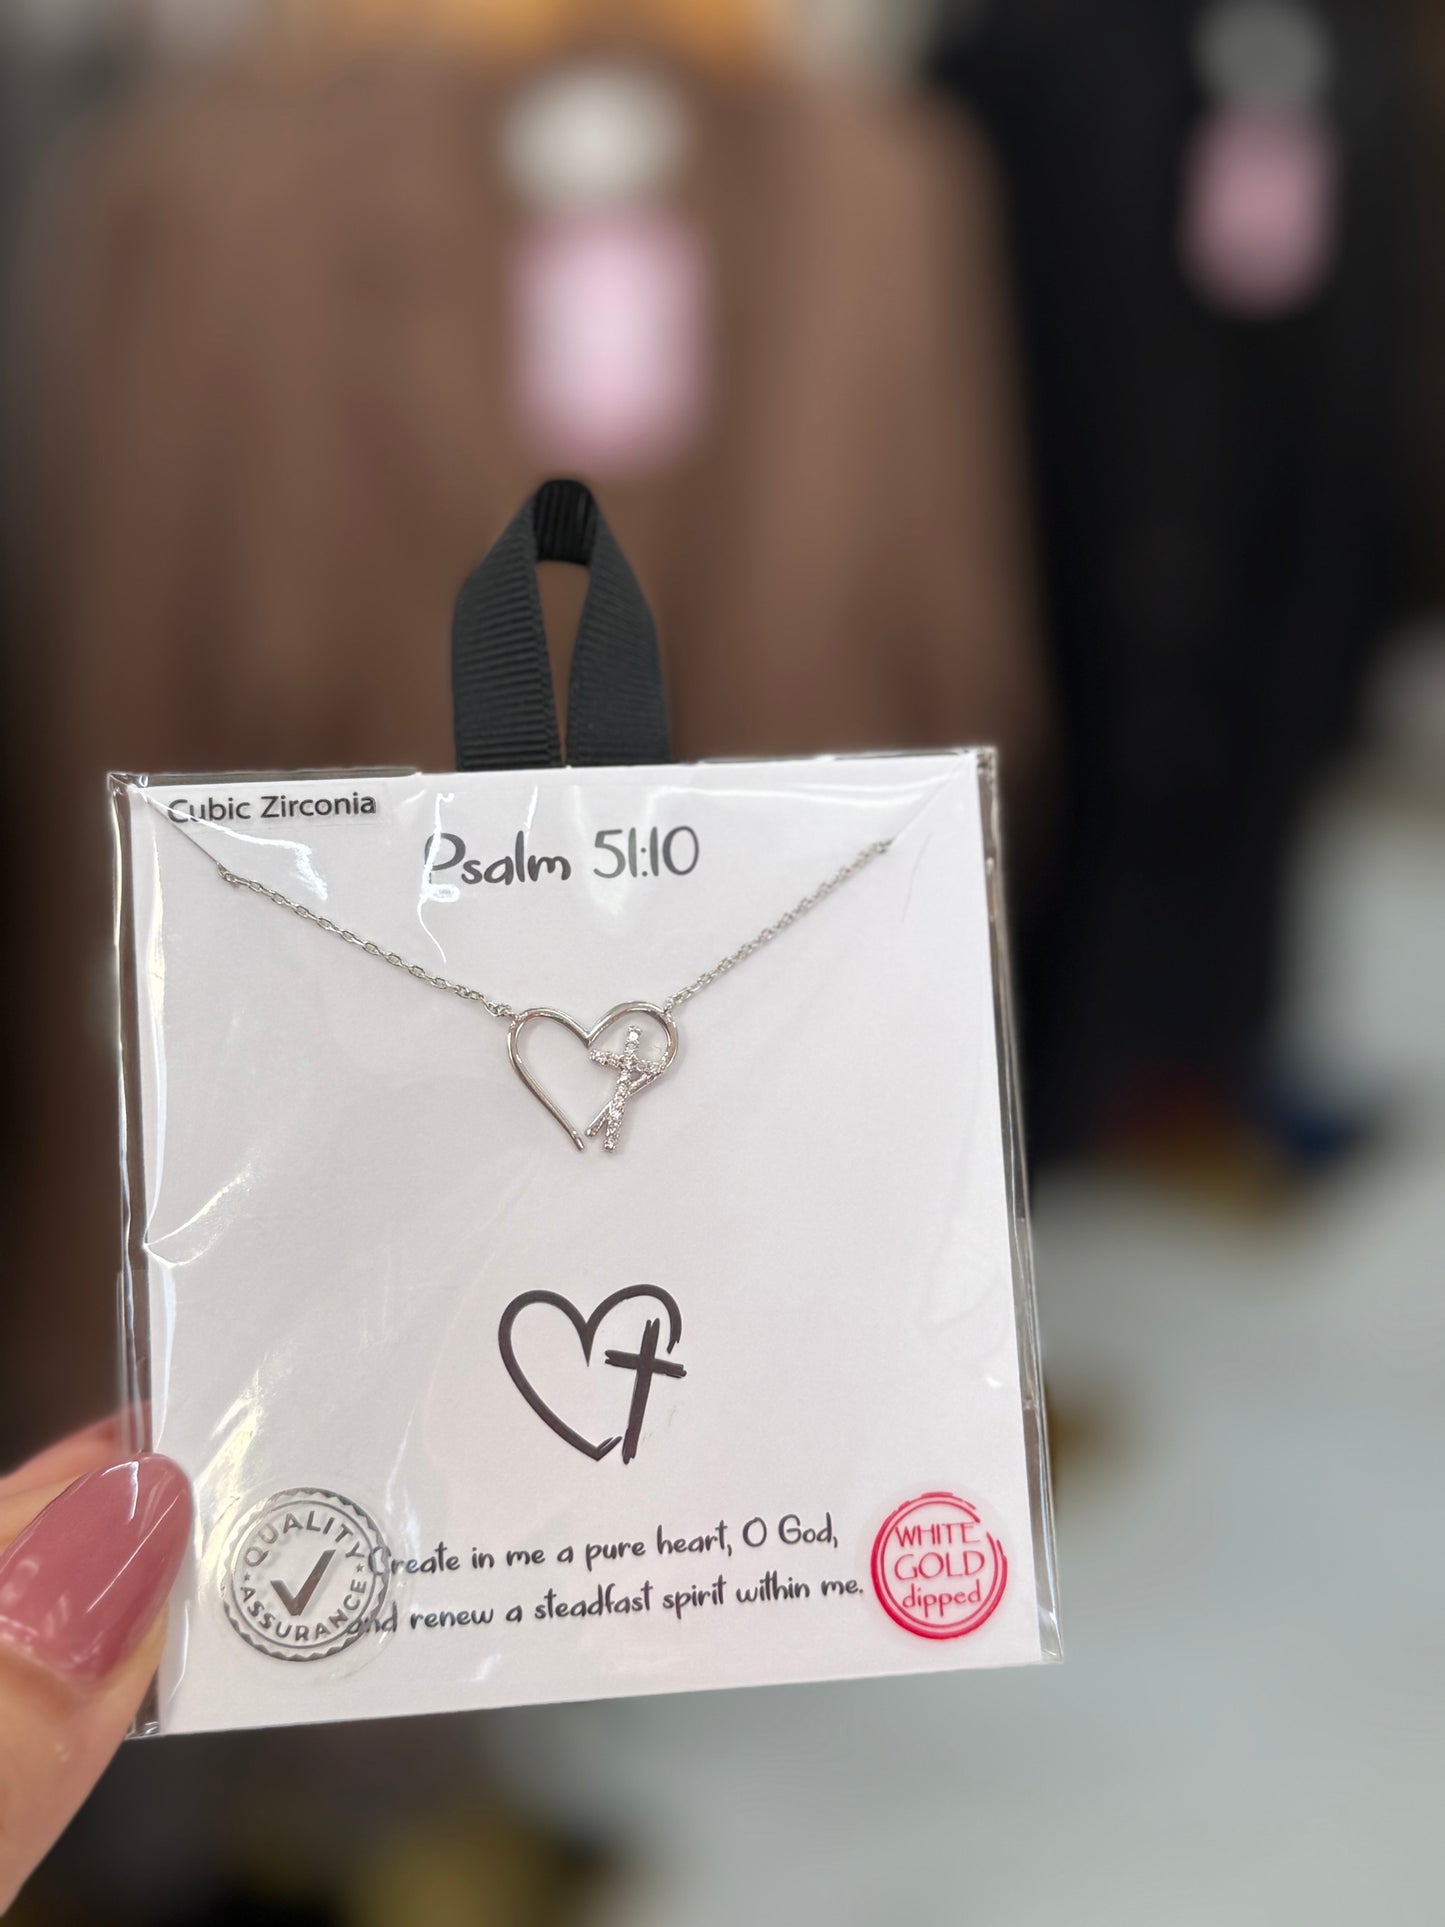 Cubic Zirconia
Psalm 51:10
QUALITY
ASSURANCE
Create in me a pure heart, O God,
and renew a steadfast spirit within me.
WHITE
GOLD
dipped